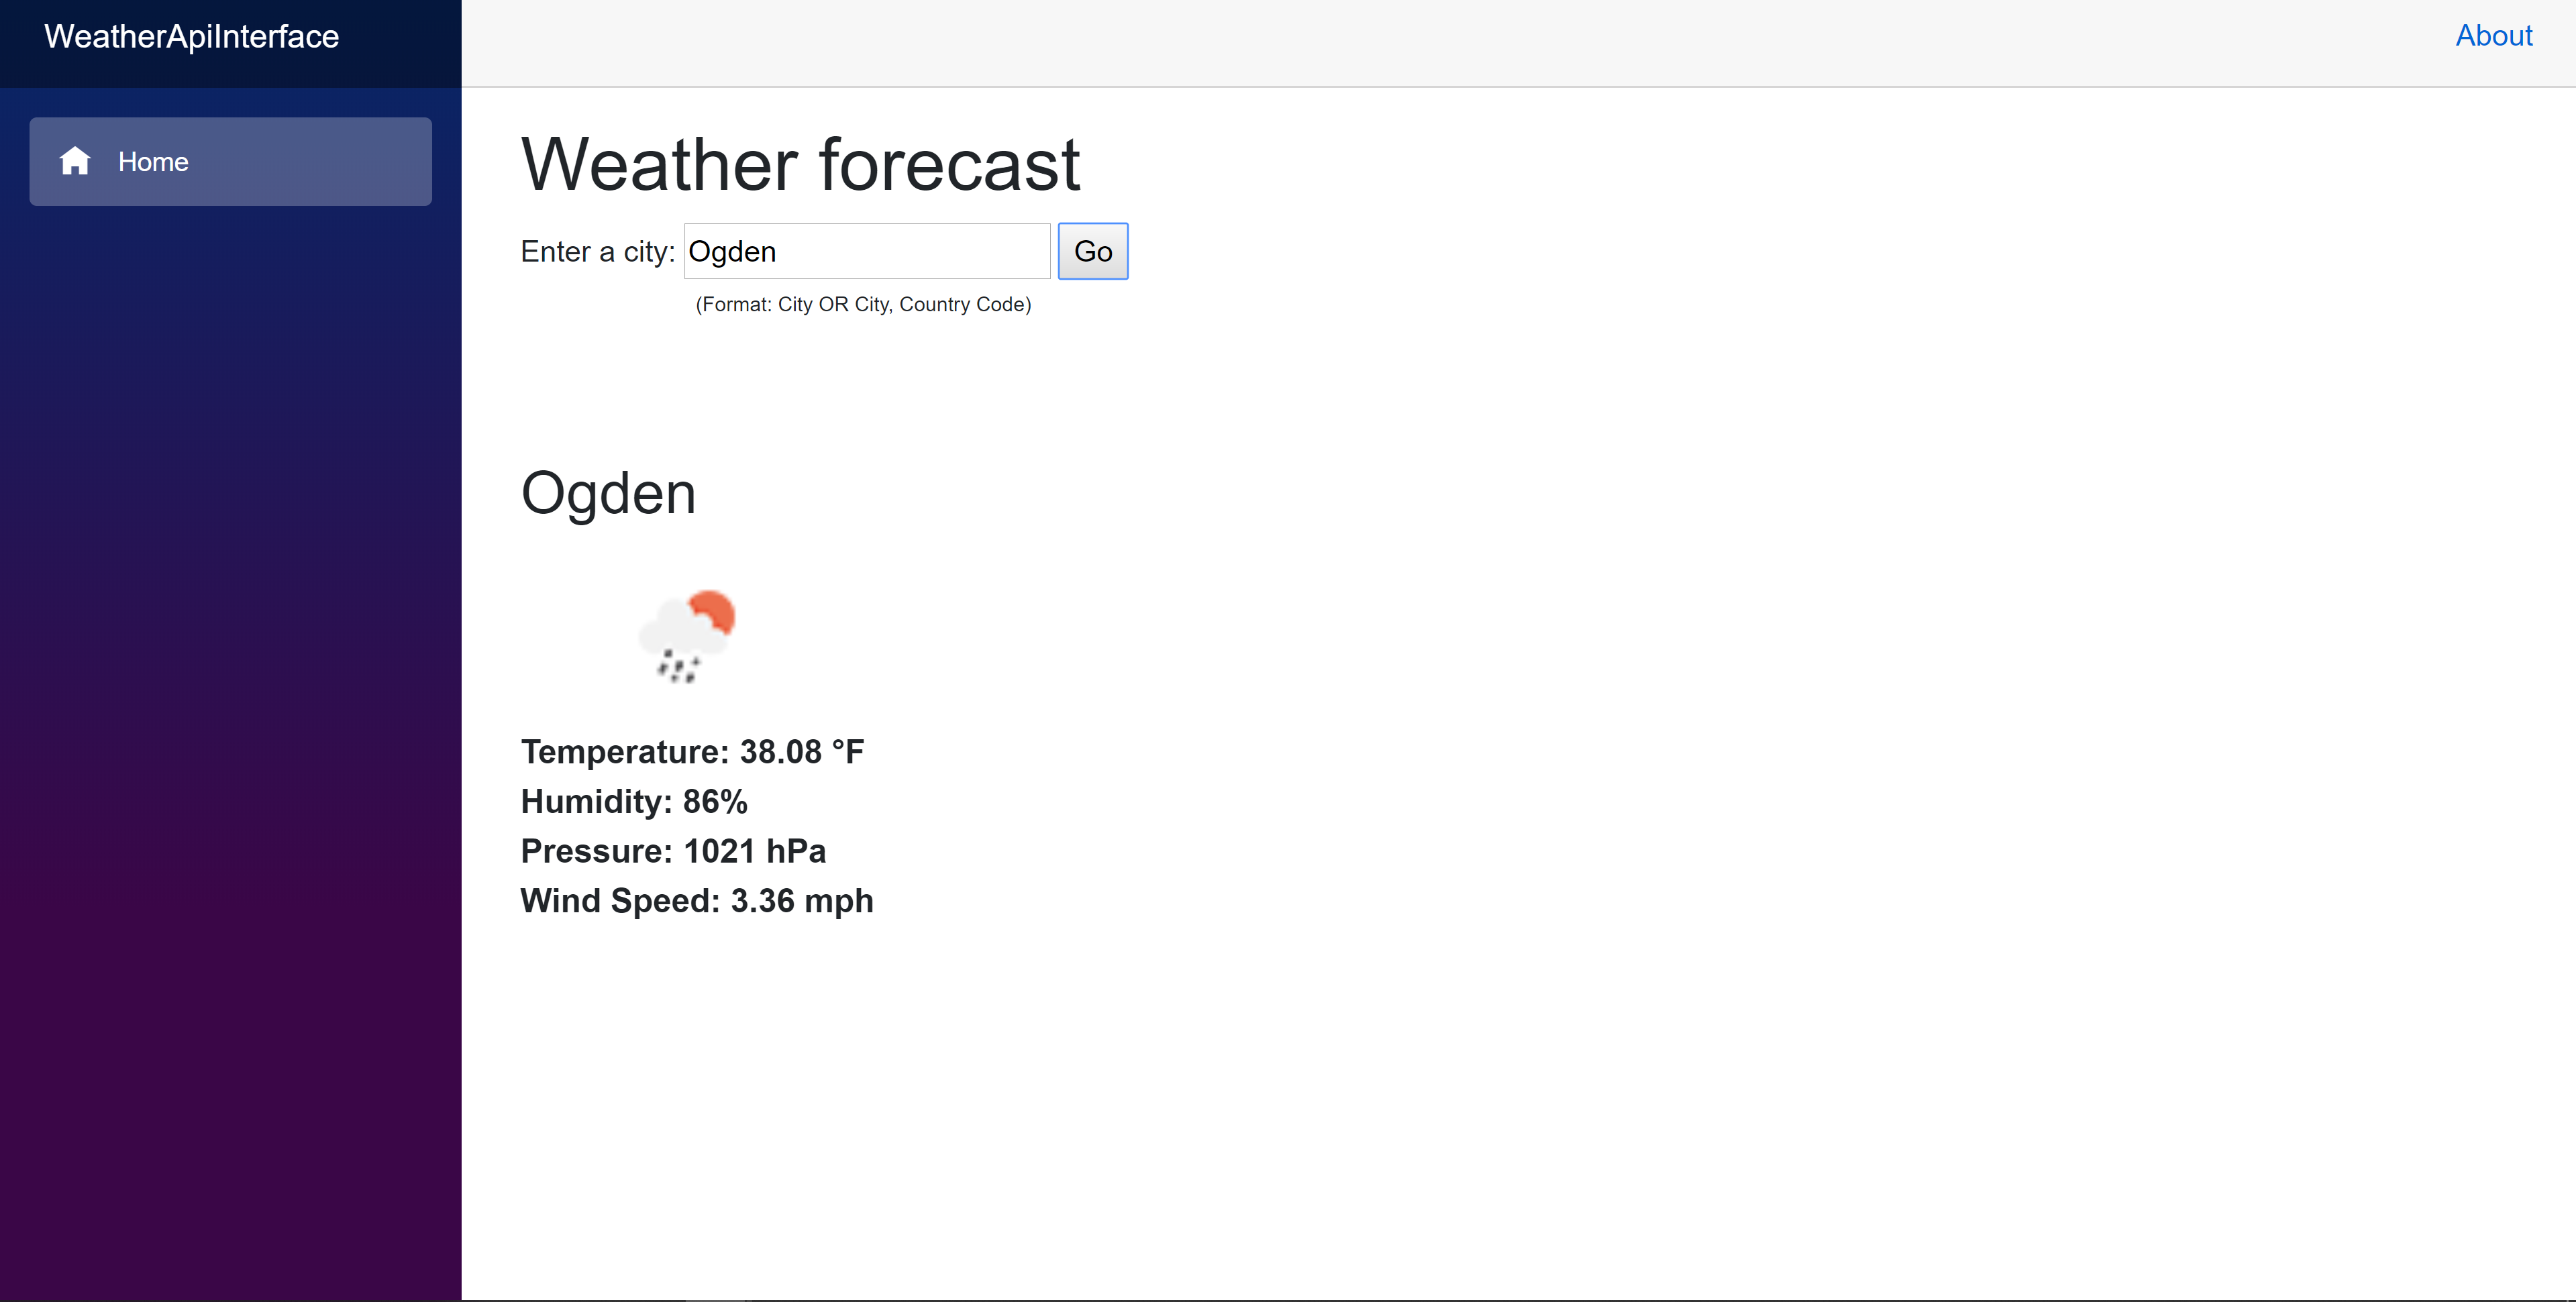 WeatherApiInterface
About
Home
Weather forecast
Enter a city: Ogden Go
(Format: City OR City, Country Code)
Ogden
Temperature: 38.08 °F
Humidity: 86%
Pressure: 1021 hPa
Wind Speed: 3.36 mph